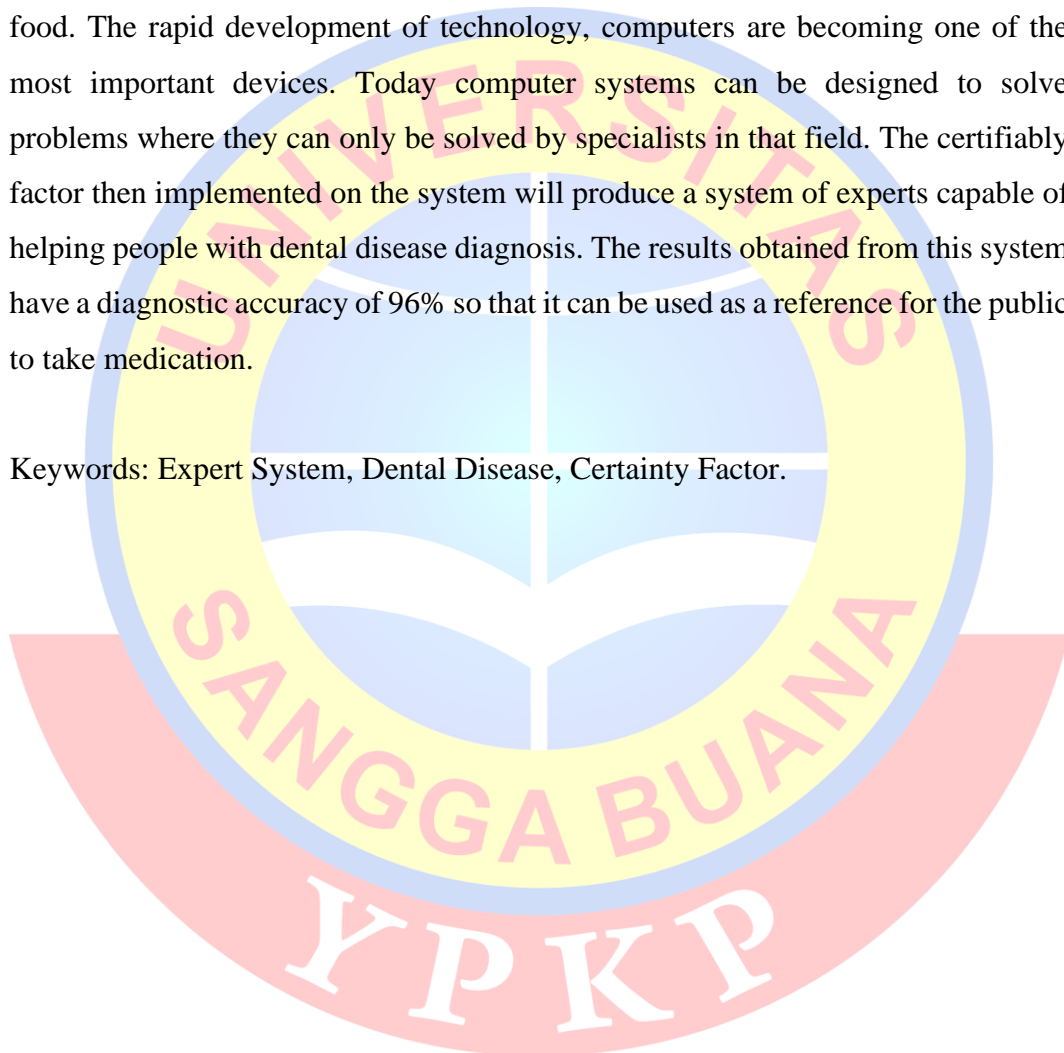 food. The rapid development of technology, computers are becoming one of the
most important devices. Today computer systems can be designed to solve
problems where they can only be solved by specialists in that field. The certifiably
factor then implemented on the system will produce a system of experts capable of
helping people with dental disease diagnosis. The results obtained from this system
have a diagnostic accuracy of 96% so that it can be used as a reference for the public
to take medication.
Keywords: Expert System, Dental Disease, Certainty Factor.
UNIVERSITAS
SANGGA BUANA
YPKP